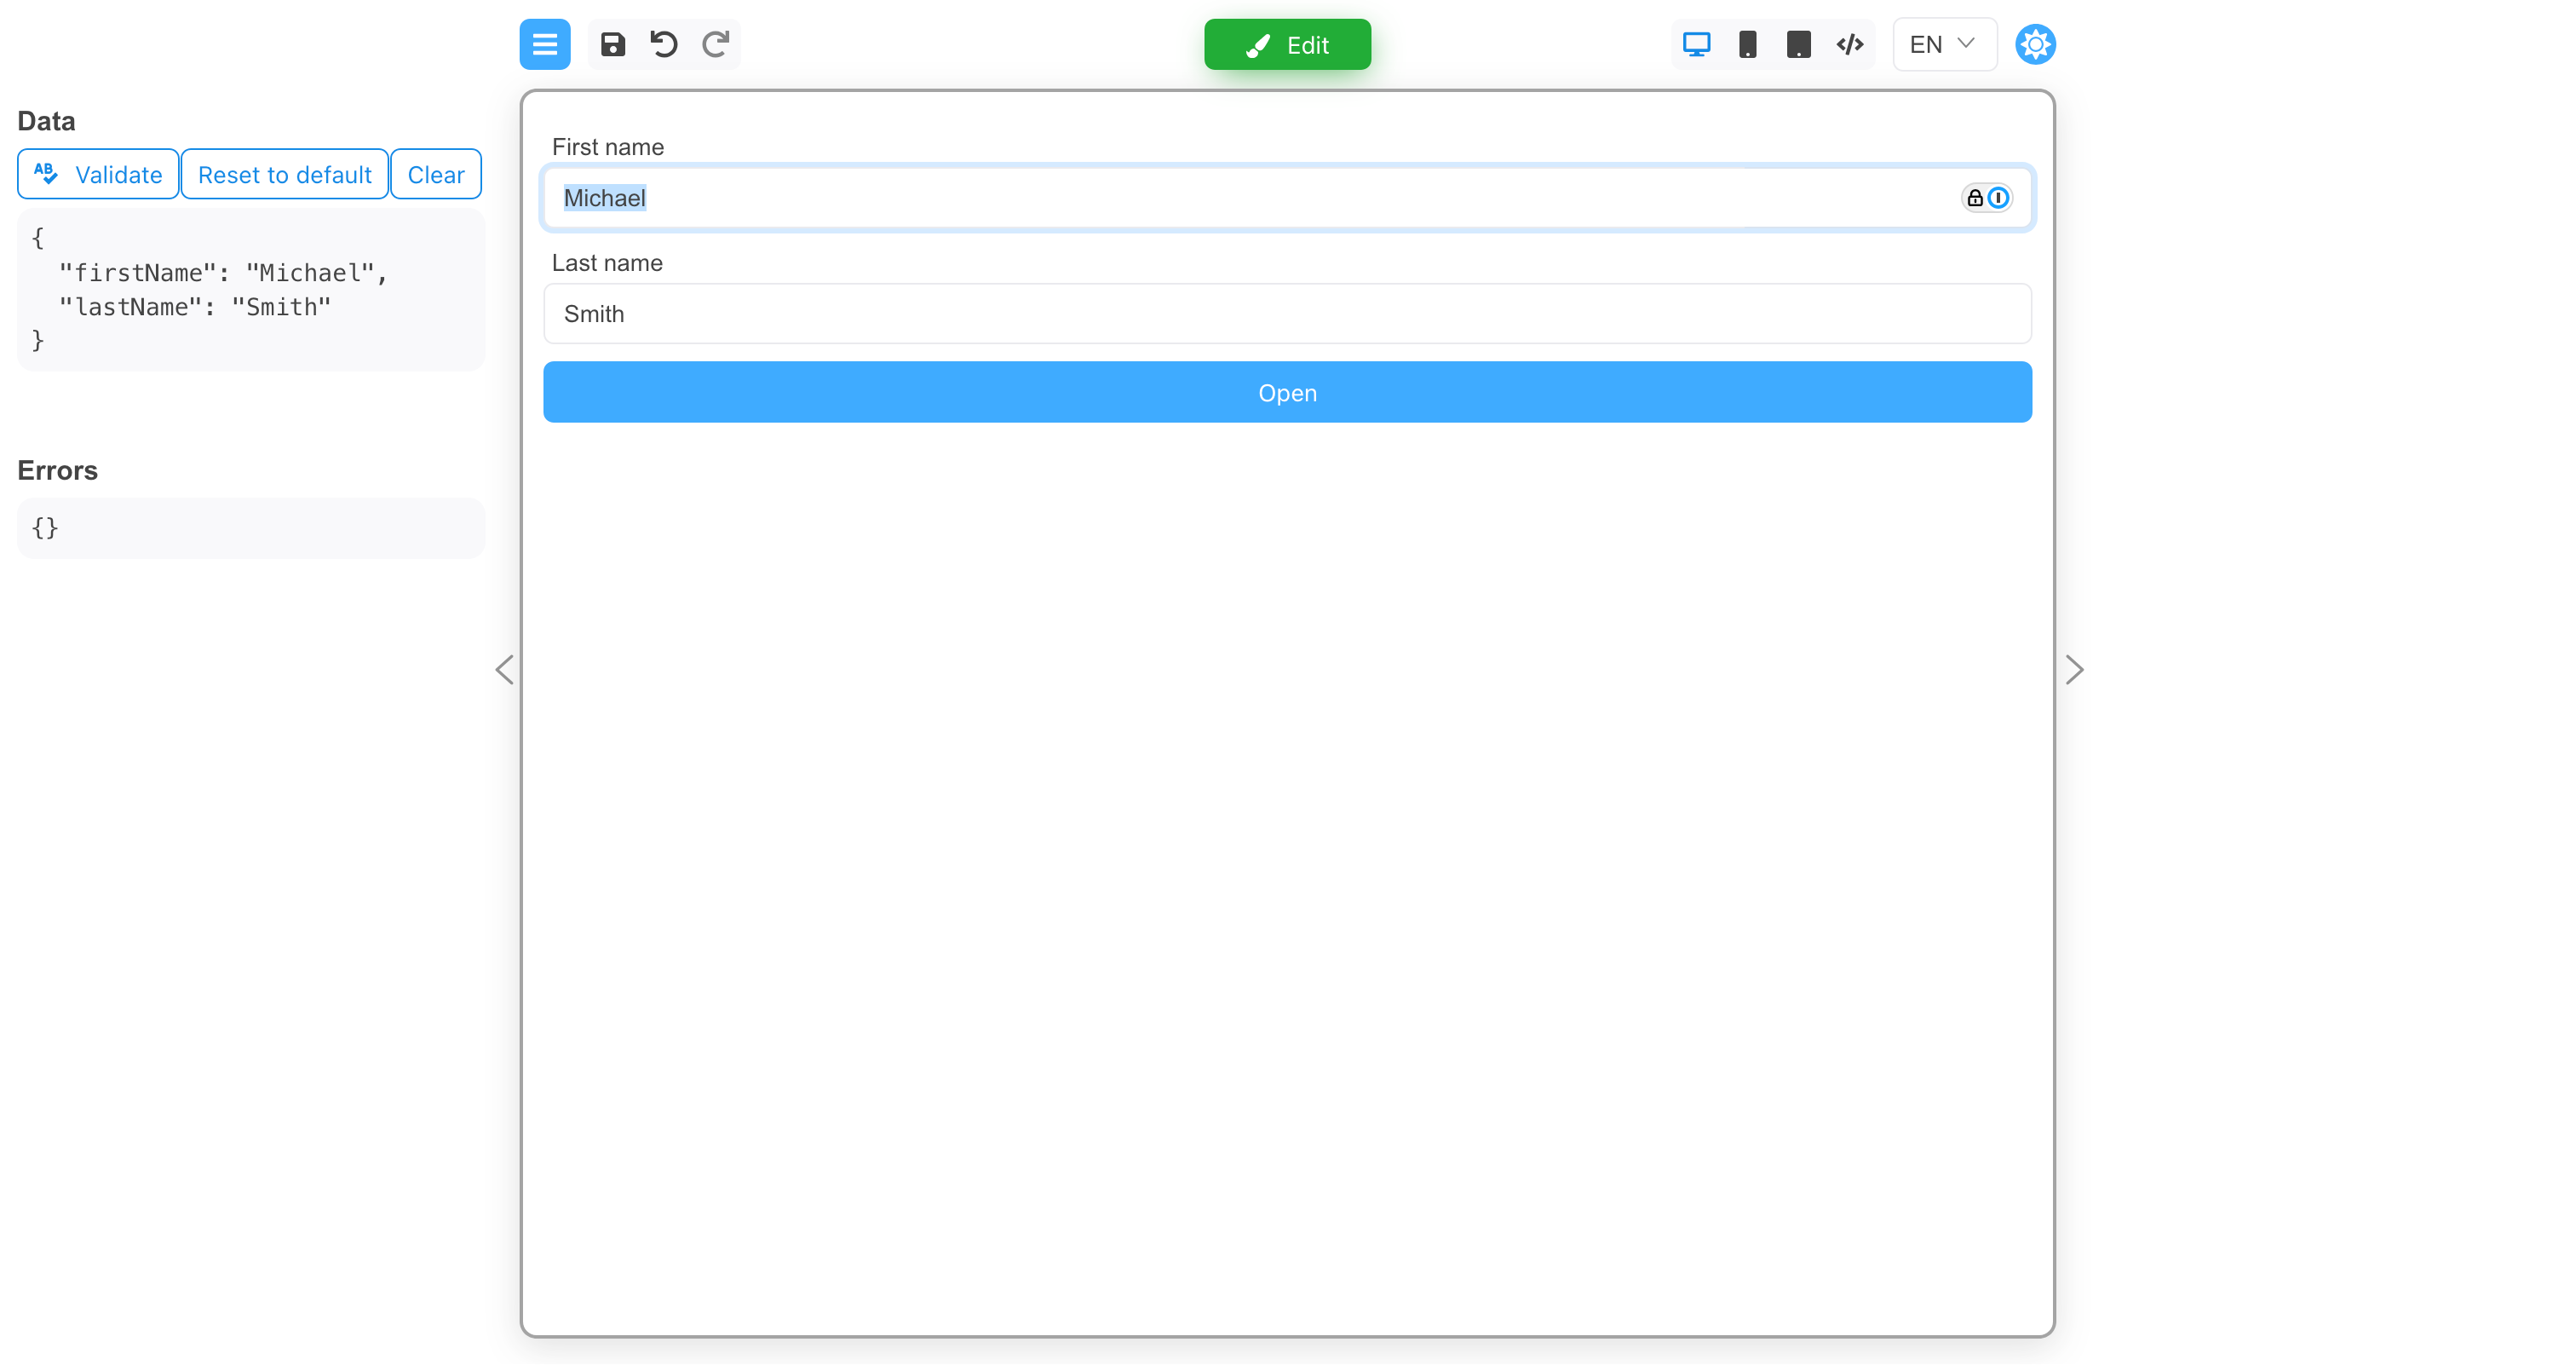 Edit
EN
Data
AB Validate
Reset to default
Clear
{
"firstName": "Michael",
"lastName": "Smith"
}
Errors
{}
First name
Michael
Last name
Smith
Open